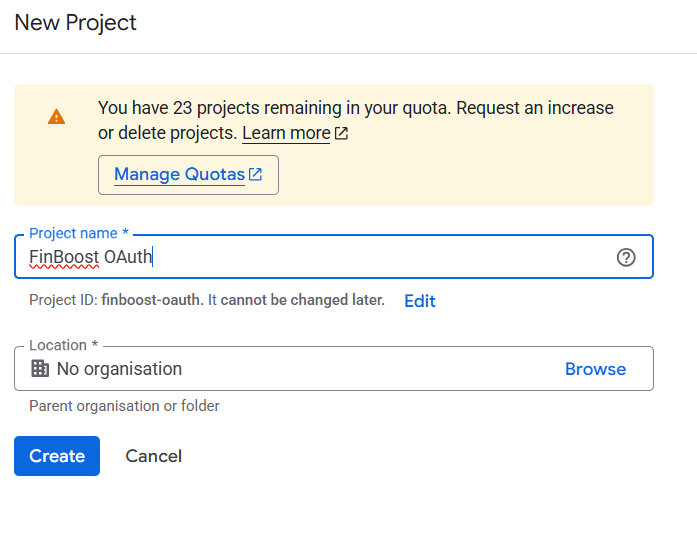 New Project
You have 23 projects remaining in your quota. Request an increase
or delete projects. Learn more
Manage Quotas
Project name *
FinBoost OAuth
Project ID: finboost-oauth. It cannot be changed later. Edit
Location *
No organisation Browse
Parent organisation or folder
Create Cancel